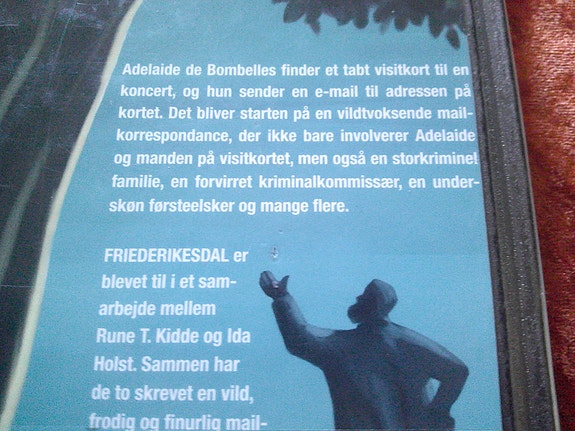 Adelaide de Bombelles finder et tabt visitkort til en
koncert, og hun sender en e-mail til adressen på
kortet. Det bliver starten på en vildtvoksende mail-
korrespondance, der ikke bare involverer Adelaide
og manden på visitkortet, men også en storkriminel
familie, en forvirret kriminalkommissær, en under-
skøn førsteelsker og mange flere.
FRIEDERIKESDAL er
blevet til i et sam-
arbejde mellem
Rune T. Kidde og Ida
Holst. Sammen har
de to skrevet en vild,
frodig og finurlig mail-